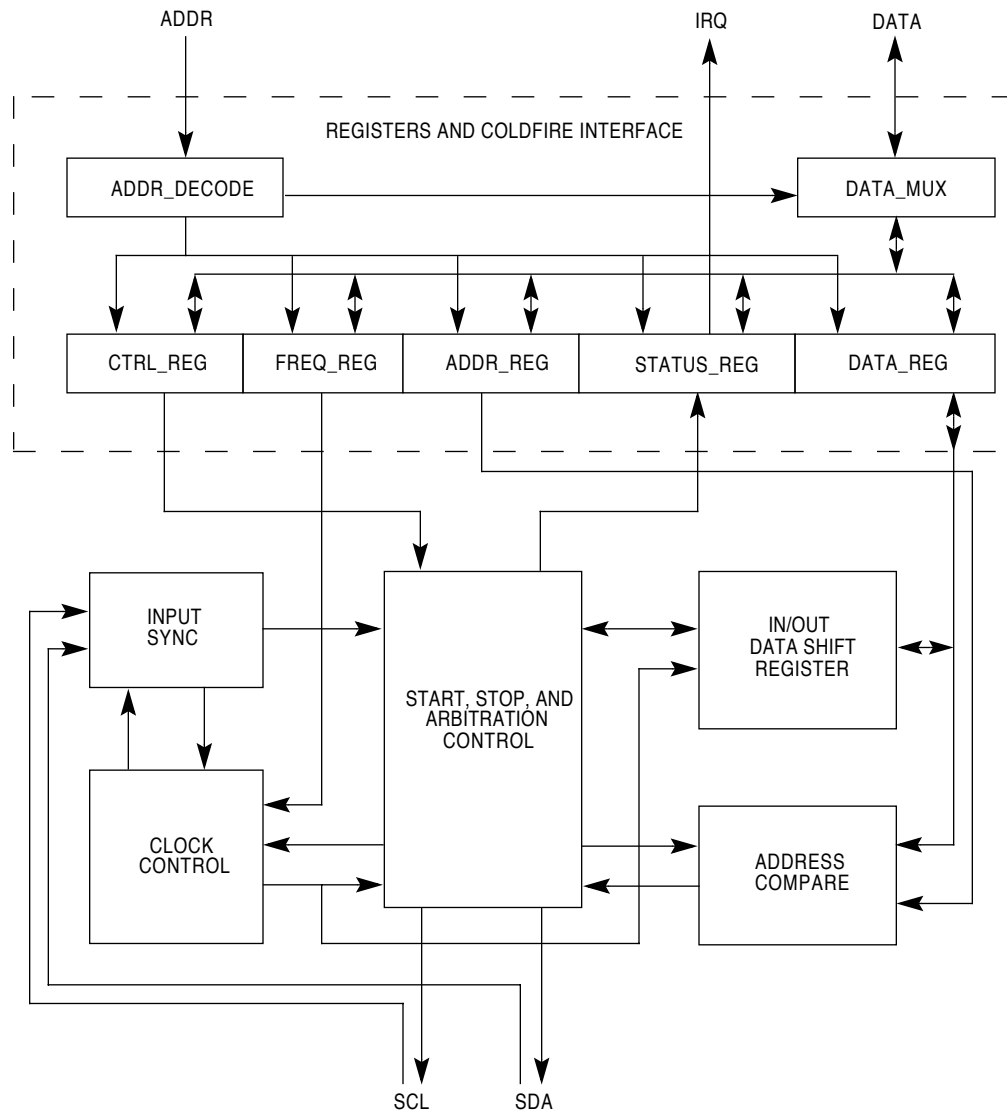 ADDR
IRQ
DATA
REGISTERS AND COLDFIRE INTERFACE
ADDR_DECODE
DATA_MUX
CTRL_REG
FREQ_REG
ADDR_REG
STATUS_REG
DATA_REG
INPUT
SYNC
START, STOP, AND
ARBITRATION
CONTROL
IN/OUT
DATA SHIFT
REGISTER
CLOCK
CONTROL
ADDRESS
COMPARE
SCL
SDA